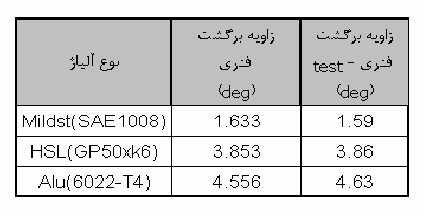 نوع آلیاژ
زاویه برگشت
فنری
(deg)
زاویه برگشت
فنری - test
(deg)
Mildst(SAE1008) 1.633 1.59
HSL(GP50xk6) 3.853 3.86
Alu(6022-T4) 4.556 4.63